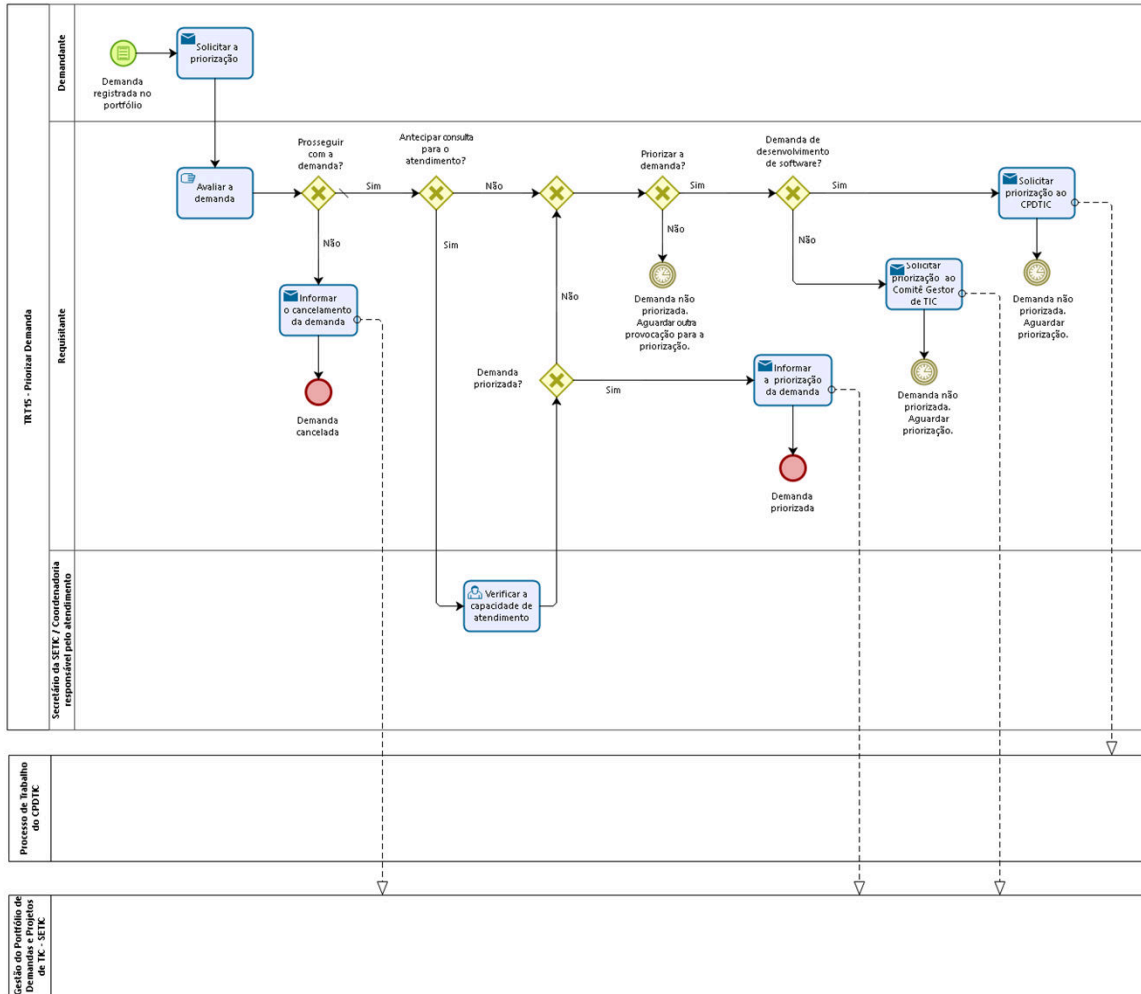 TRT15 - Priorizar Demanda
Demandante
Solicitar a
priorização
Demanda
registrada no
portfólio
Requisitante
Avaliar a
demanda
Prosseguir
com a
demanda?
Sim
Não
Informar
o cancelamento
da demanda
Demanda
cancelada
Antecipar consulta
para o
atendimento?
Não
Sim
Demanda
priorizada?
Não
Sim
Priorizar a
demanda?
Sim
Não
Demanda não
priorizada.
Aguardar outra
provocação para a
priorização.
Informar
a priorização
da demanda
Demanda
priorizada
Demanda de
desenvolvimento
de software?
Sim
Não
Solicitar
priorização ao
Comitê Gestor
de TIC
Demanda não
priorizada.
Aguardar
priorização.
Solicitar
priorização ao
CPDTIC
Demanda não
priorizada.
Aguardar
priorização.
Secretário da SETIC / Coordenadoria
responsável pelo atendimento
Verificar a
capacidade de
atendimento
Processo de Trabalho
do CPDTIC
Gestão do Portfólio de
Demandas e Projetos
de TIC - SETIC